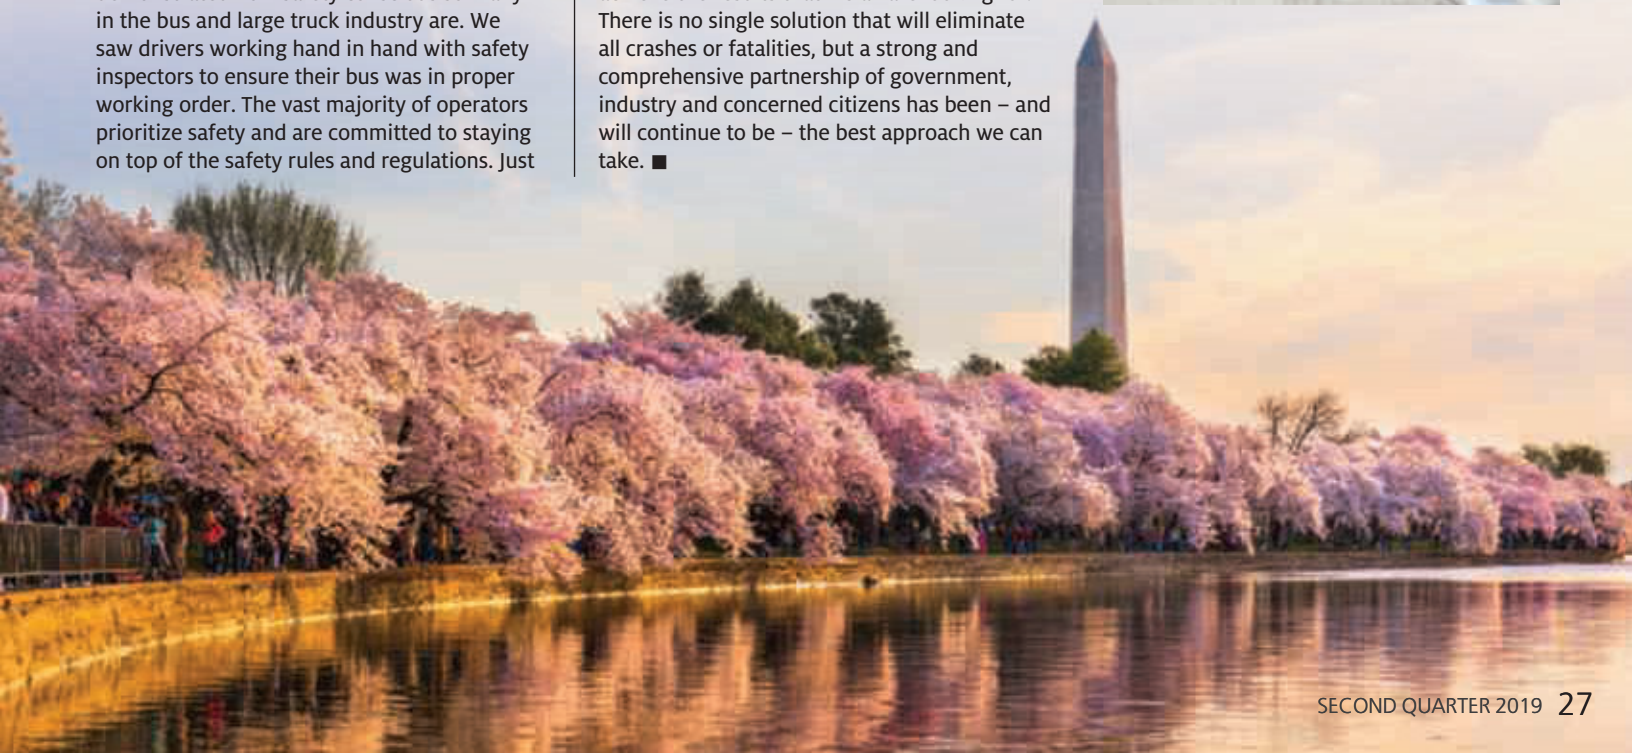 in the bus and large truck industry are. We
saw drivers working hand in hand with safety
inspectors to ensure their bus was in proper
working order. The vast majority of operators
prioritize safety and are committed to staying
on top of the safety rules and regulations. Just
There is no single solution that will eliminate
all crashes or fatalities, but a strong and
comprehensive partnership of government,
industry and concerned citizens has been – and
will continue to be – the best approach we can
take. ■
SECOND QUARTER 2019 27